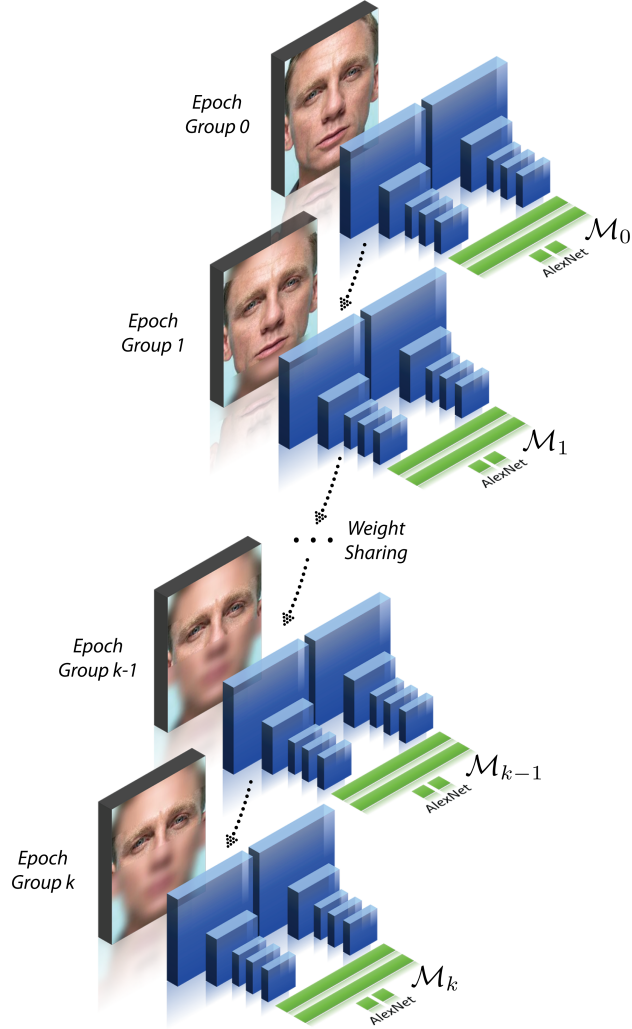 Epoch
Group 0
M₀
AlexNet
Epoch
Group 1
M₁
AlexNet
• • •
Weight
Sharing
Epoch
Group k-1
Mₖ₋₁
AlexNet
Epoch
Group k
Mₖ
AlexNet